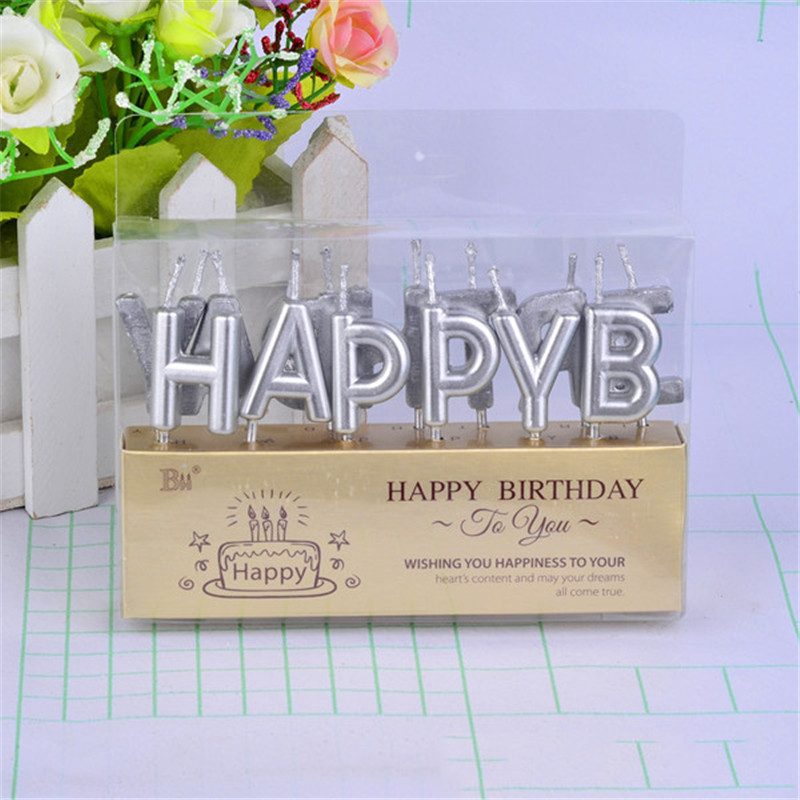 HAPPYB
BH®
HAPPY BIRTHDAY
~ To You ~
Happy
WISHING YOU HAPPINESS TO YOUR
heart's content and may your dreams
all come true.